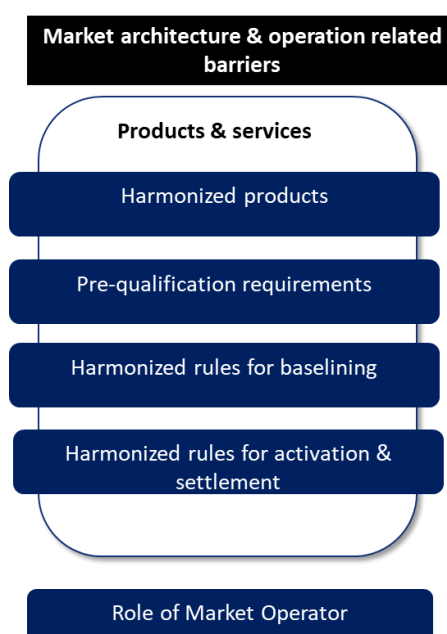 Market architecture & operation related
barriers
Products & services
Harmonized products
Pre-qualification requirements
Harmonized rules for baselining
Harmonized rules for activation &
settlement
Role of Market Operator